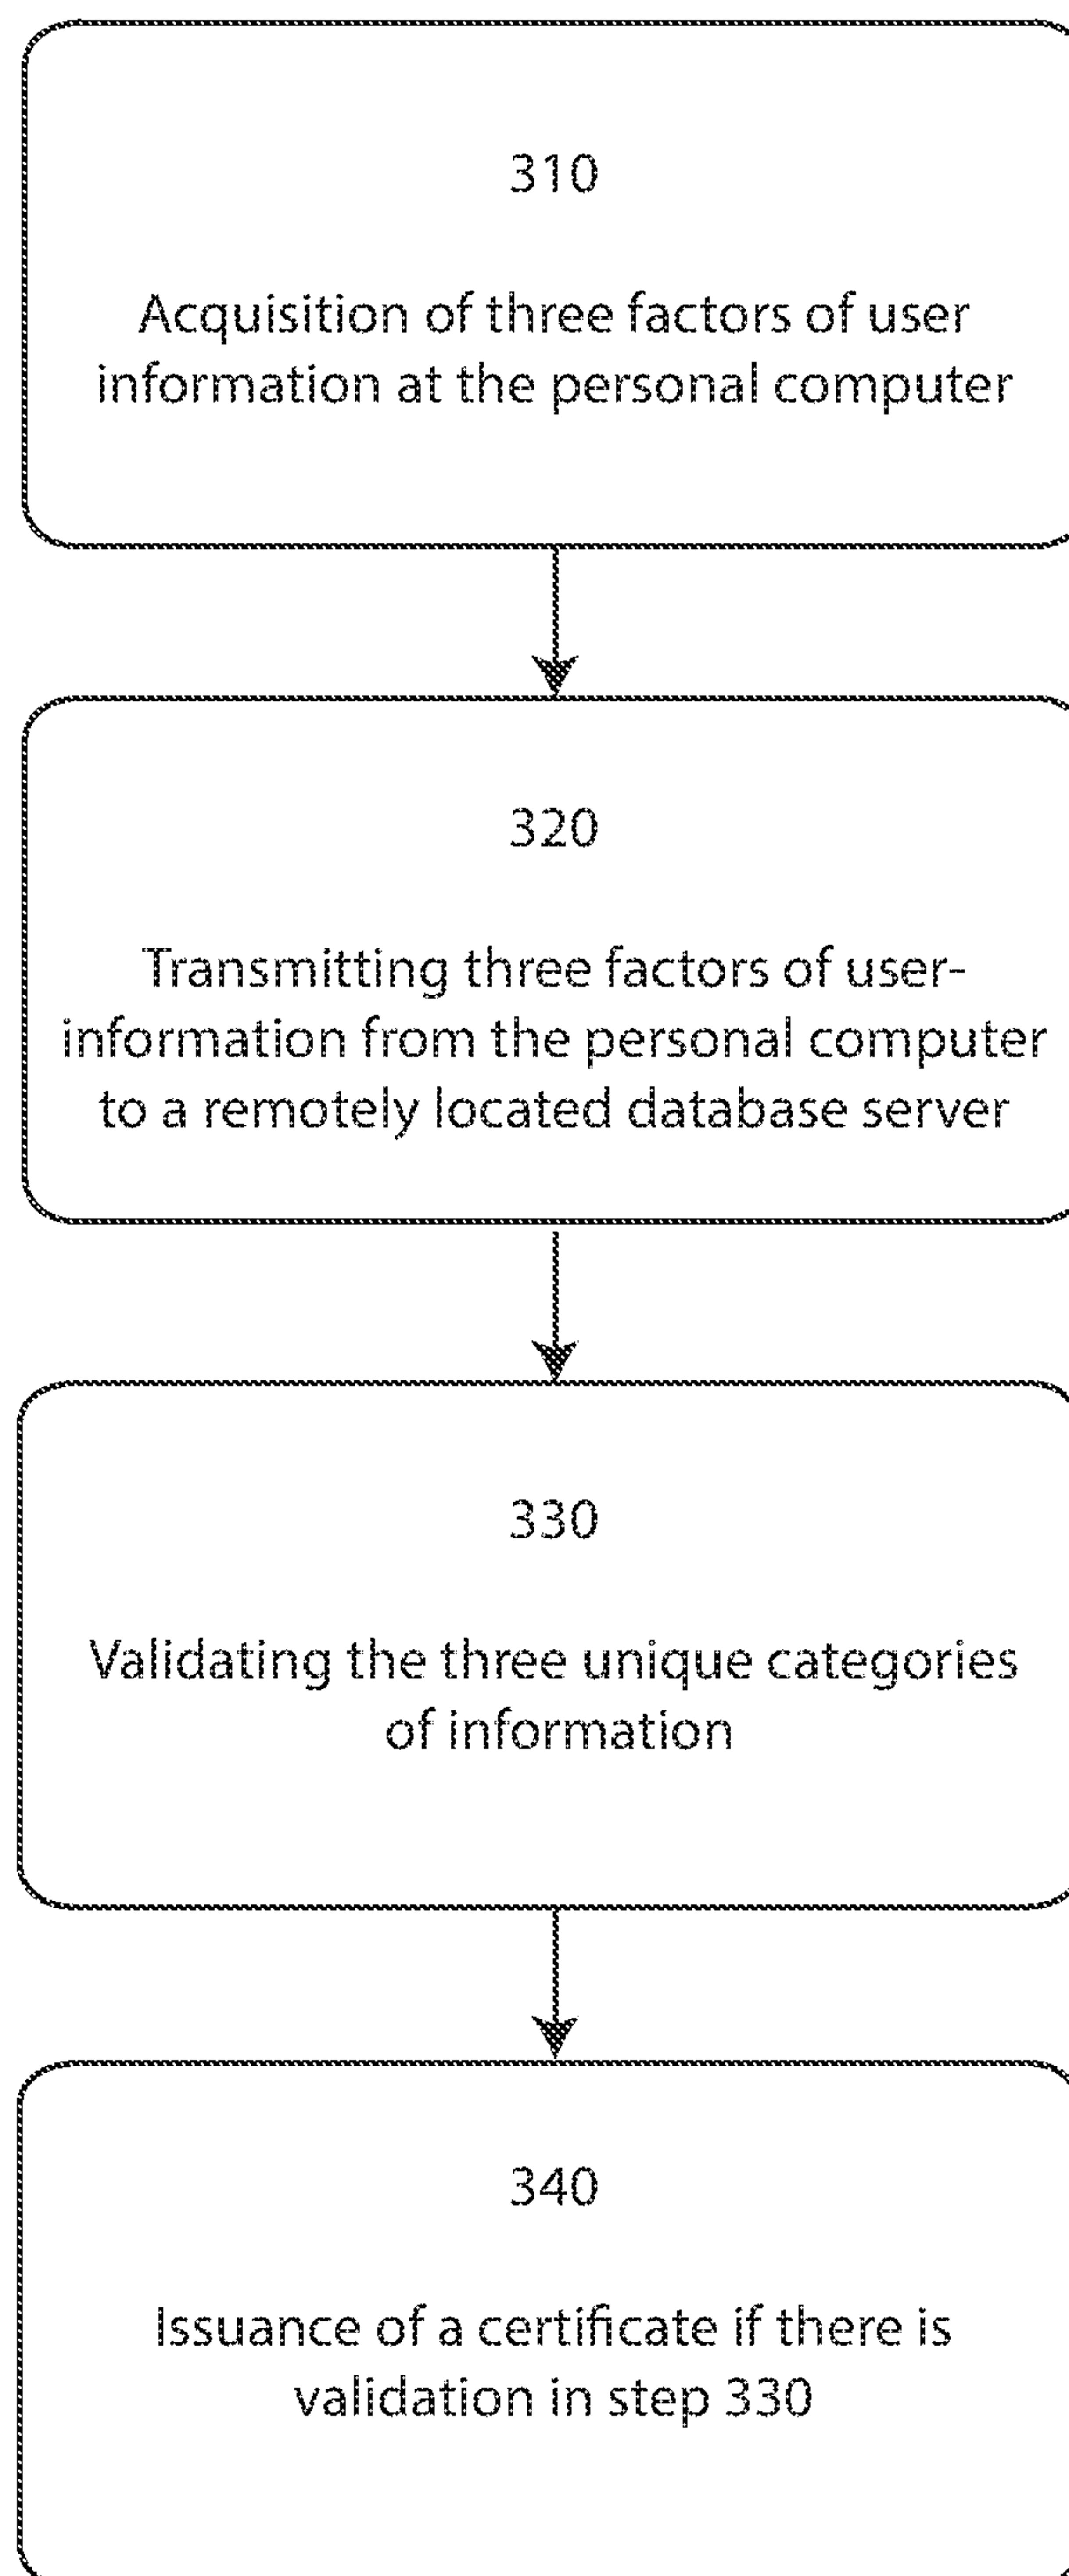 310
Acquisition of three factors of user
information at the personal computer
320
Transmitting three factors of user-
information from the personal computer
to a remotely located database server
330
Validating the three unique categories
of information
340
Issuance of a certificate if there is
validation in step 330